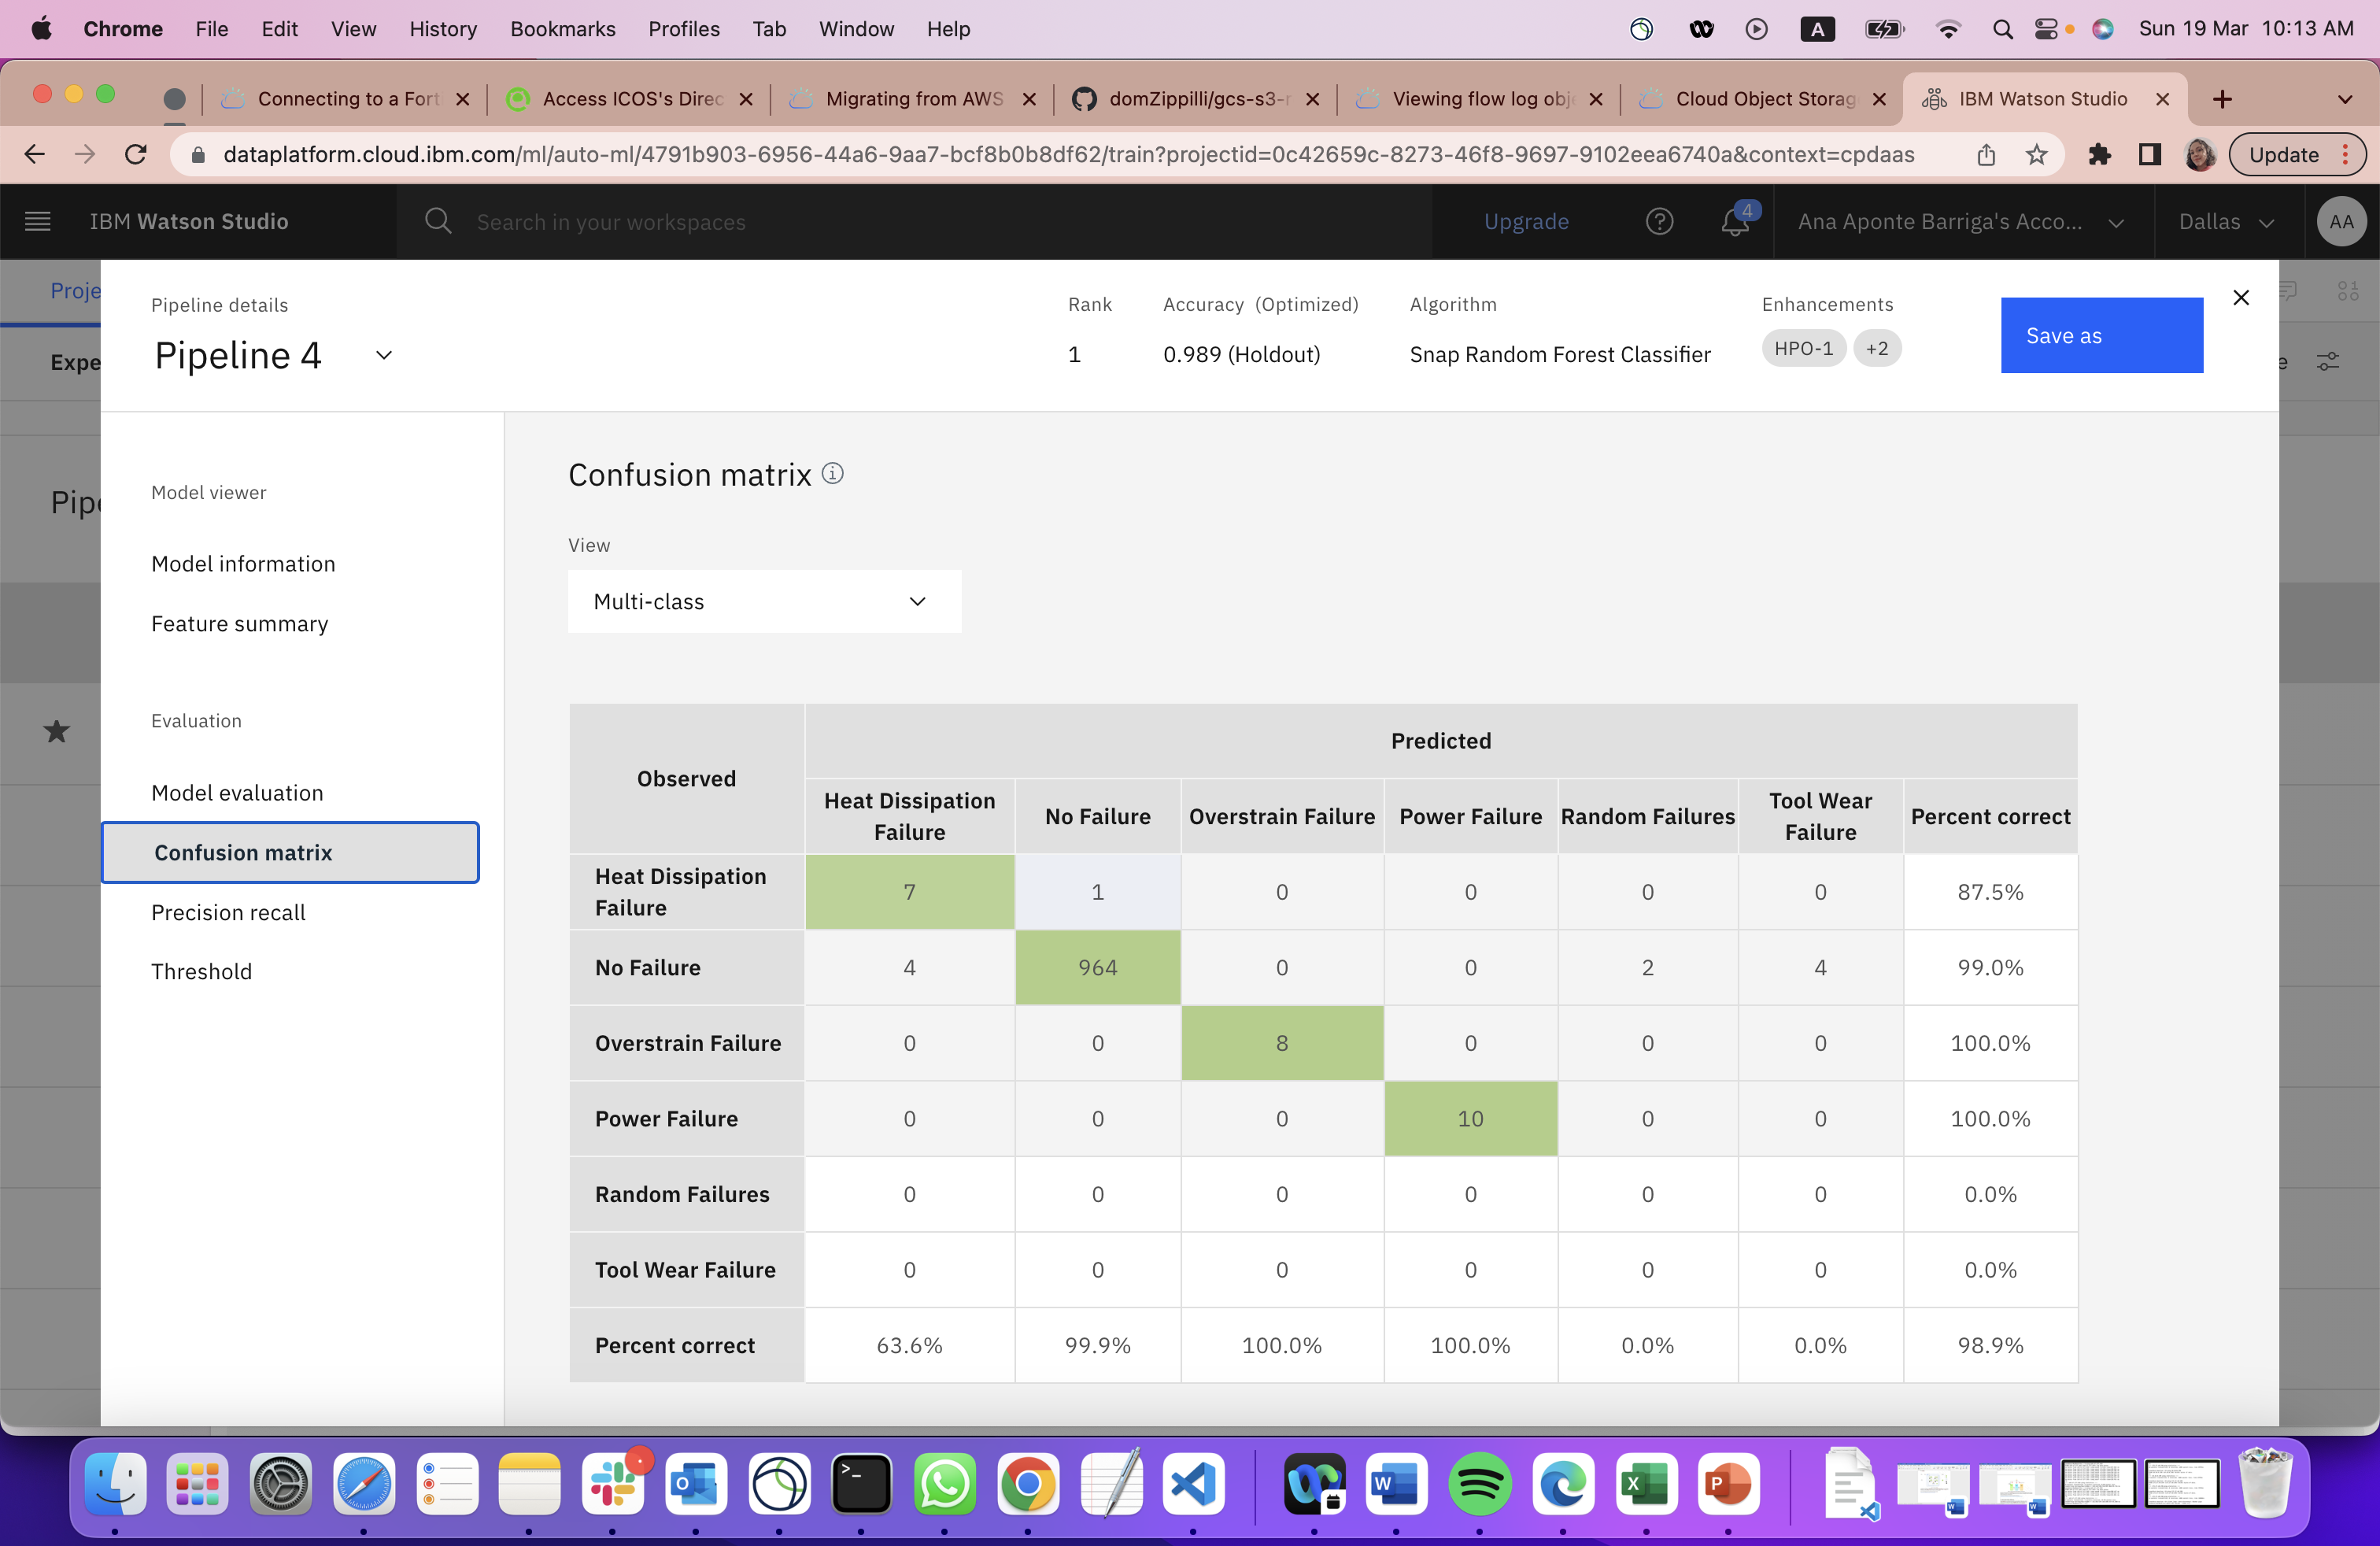 Chrome File Edit View History Bookmarks Profiles Tab Window Help A Sun 19 Mar 10:13 AM
Connecting to a Fort Access ICOS's Direc Migrating from AWS domZippilli/gcs-s3-r Viewing flow log obj Cloud Object Storag IBM Watson Studio
dataplatform.cloud.ibm.com/ml/auto-ml/4791b903-6956-44a6-9aa7-bcf8b0b8df62/train?projectid=0c42659c-8273-46f8-9697-9102eea6740a&context=cpdaas Update
IBM Watson Studio Search in your workspaces Upgrade 4 Ana Aponte Barriga's Acco... Dallas AA
Proje
Expe
Pipe
e
Pipeline details Rank Accuracy (Optimized) Algorithm Enhancements
Pipeline 4 1 0.989 (Holdout) Snap Random Forest Classifier HPO-1 +2 Save as
Model viewer
Model information
Feature summary
Evaluation
Model evaluation
Confusion matrix
Precision recall
Threshold
Confusion matrix
View
Multi-class
Observed Predicted
Heat Dissipation Failure No Failure Overstrain Failure Power Failure Random Failures Tool Wear Failure Percent correct
Heat Dissipation Failure 7 1 0 0 0 0 87.5%
No Failure 4 964 0 0 2 4 99.0%
Overstrain Failure 0 0 8 0 0 0 100.0%
Power Failure 0 0 0 10 0 0 100.0%
Random Failures 0 0 0 0 0 0 0.0%
Tool Wear Failure 0 0 0 0 0 0 0.0%
Percent correct 63.6% 99.9% 100.0% 100.0% 0.0% 0.0% 98.9%